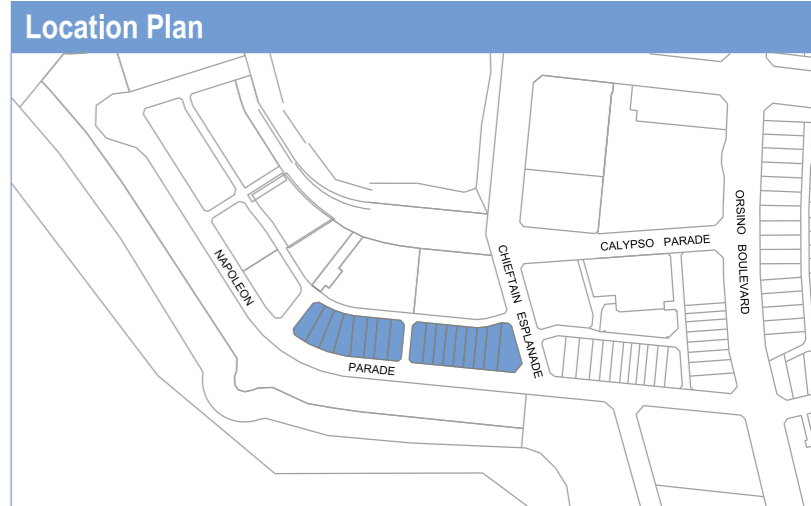 Location Plan
NAPOLEON
PARADE
CHIEFTAIN ESPLANADE
CALYPSO PARADE
ORSINO BOULEVARD